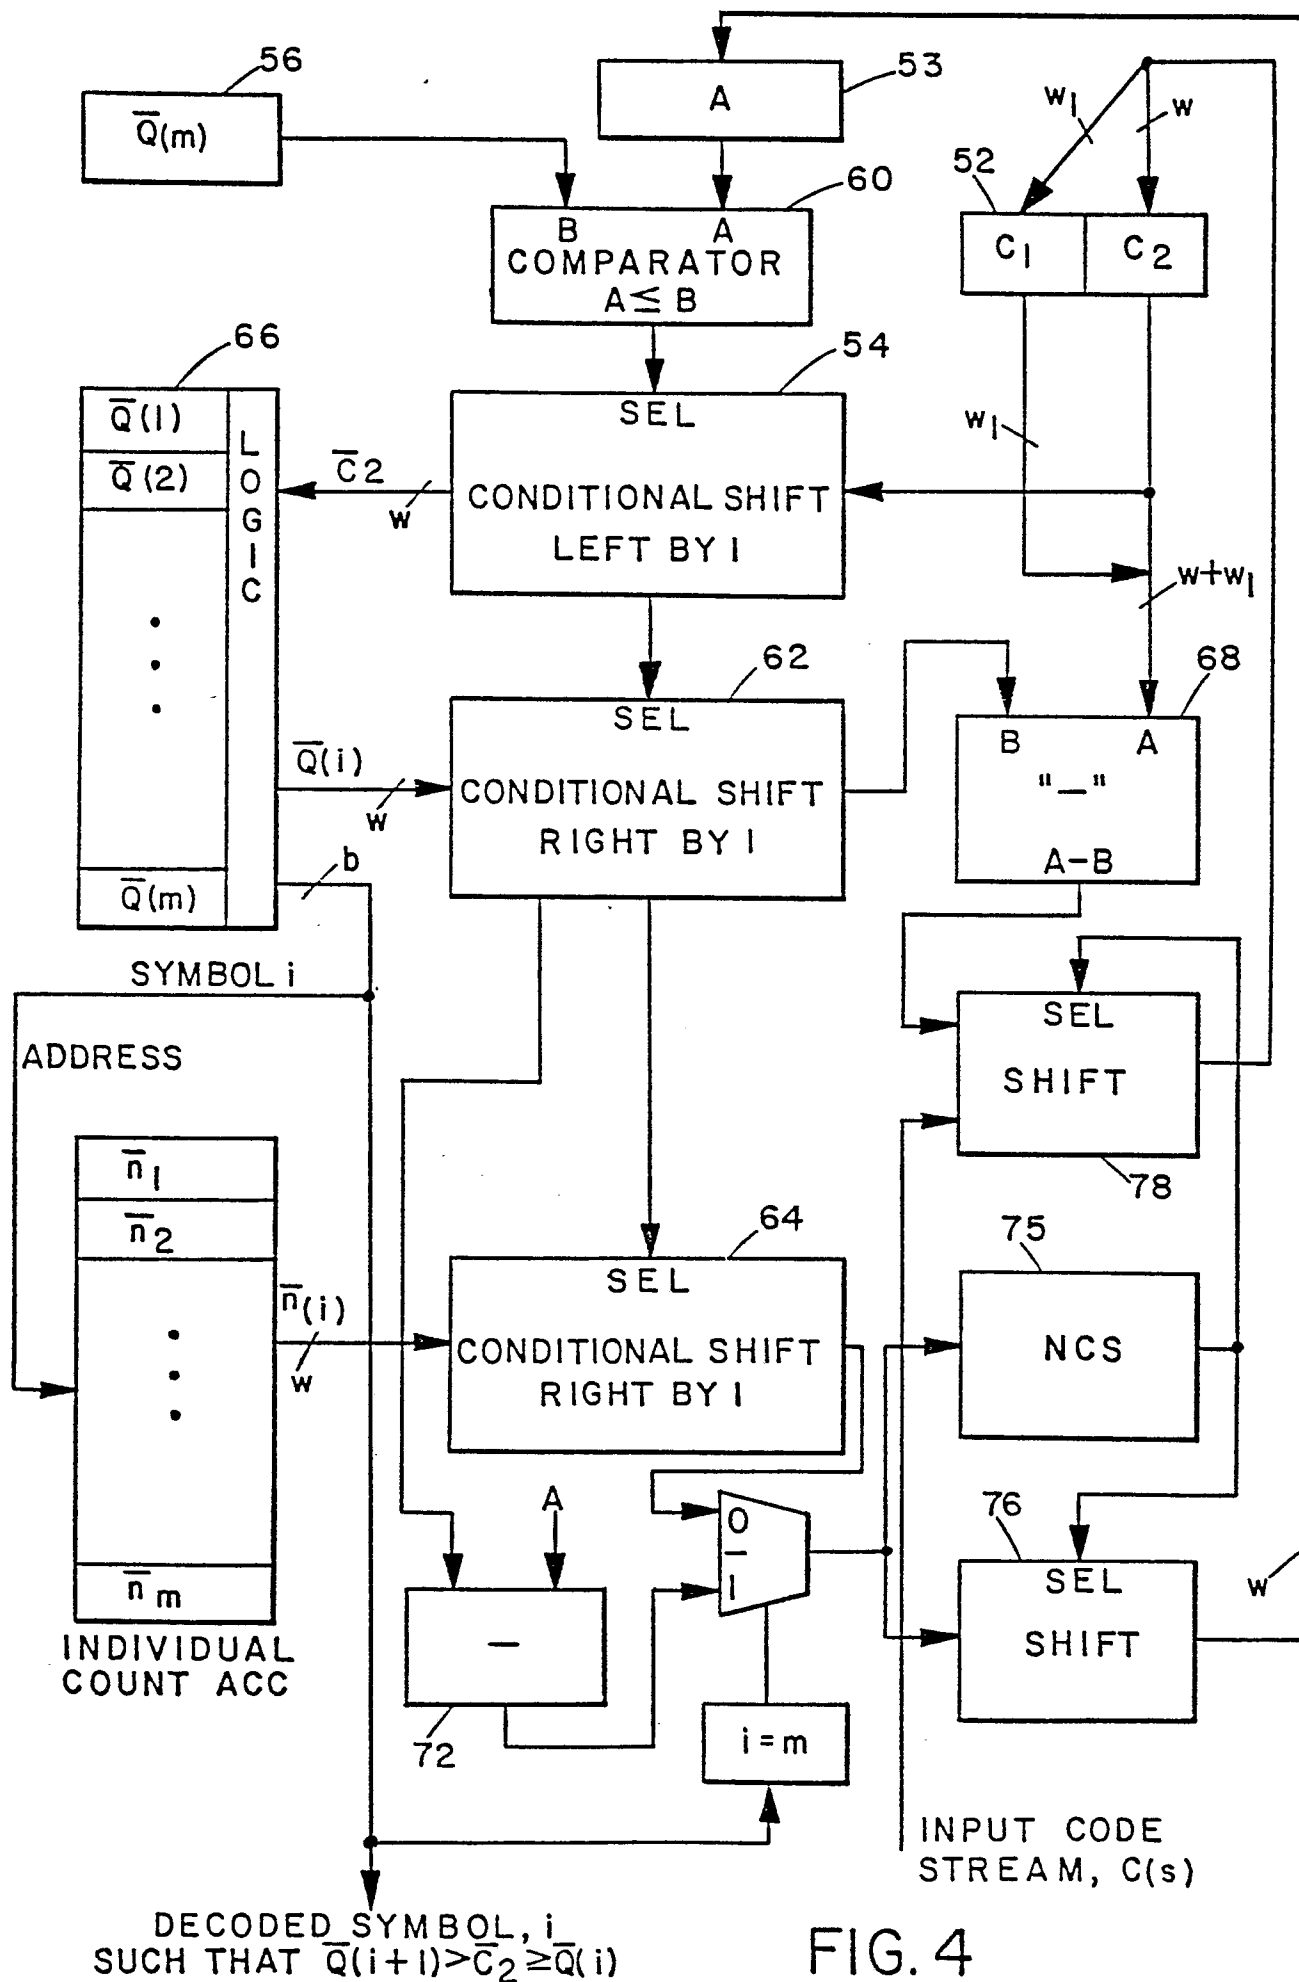 56
Q̅(m)
53
A
w₁
w
52
60
B A
COMPARATOR
A≤B
C₁
C₂
66
Q̅(1)
Q̅(2)
Q̅(m)
LOGIC
54
SEL
CONDITIONAL SHIFT
LEFT BY 1
C̅2
w
w₁
w+w₁
62
SEL
CONDITIONAL SHIFT
RIGHT BY 1
Q̅(i)
w
b
68
B A
"−"
A−B
SYMBOL i
ADDRESS
SEL
SHIFT
78
n̅₁
n̅₂
n̅m
INDIVIDUAL
COUNT ACC
n̅(i)
w
64
SEL
CONDITIONAL SHIFT
RIGHT BY 1
75
NCS
A
−
72
0
−
1
i=m
76
SEL
SHIFT
w
INPUT CODE
STREAM, C(s)
DECODED SYMBOL, i
SUCH THAT Q̅(i+1)>C̅₂≥Q̅(i)
FIG. 4